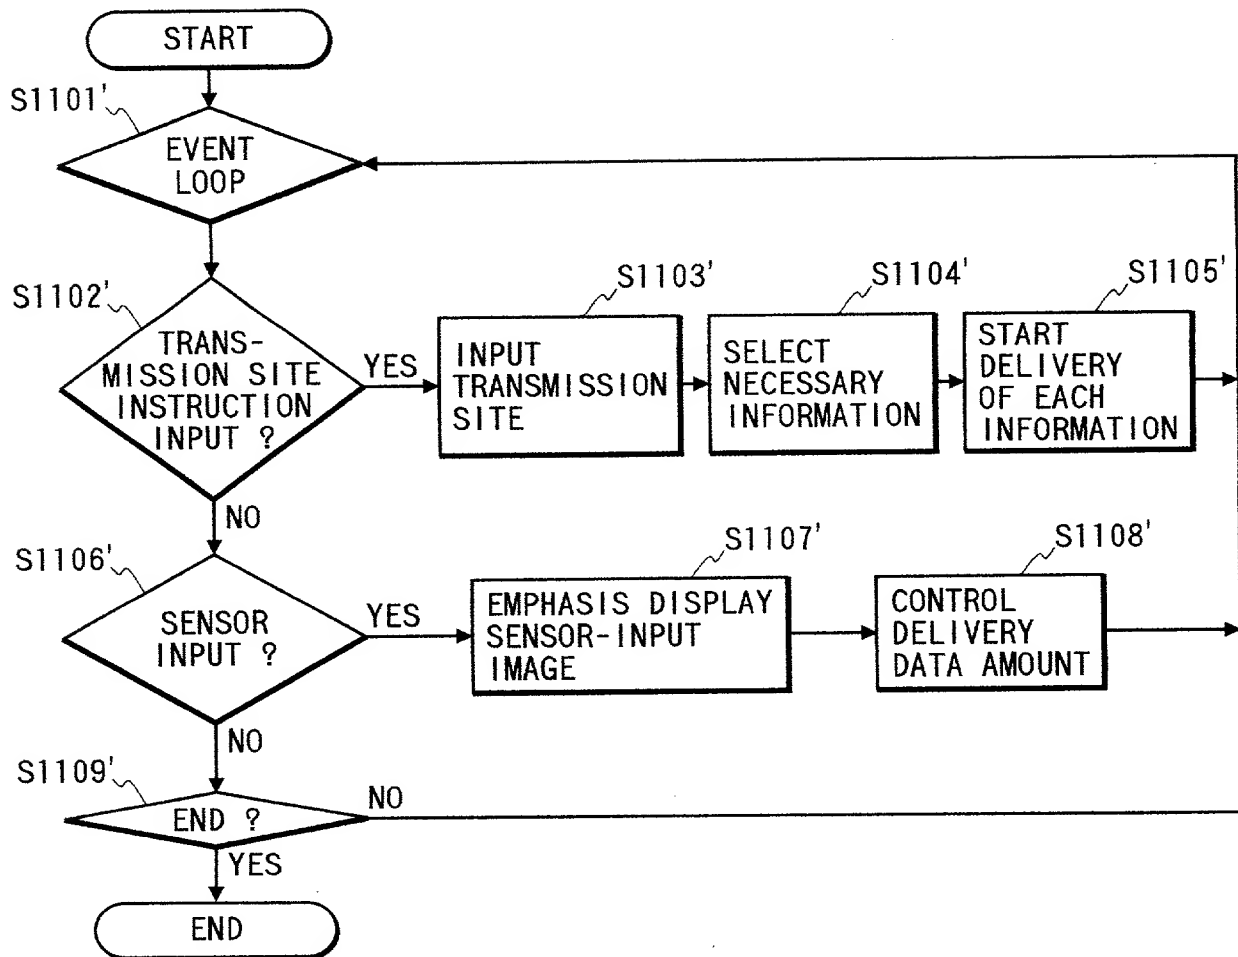 START
S1101'
EVENT
LOOP
S1102'
TRANS-
MISSION SITE
INSTRUCTION
INPUT ?
YES
S1103'
INPUT
TRANSMISSION
SITE
S1104'
SELECT
NECESSARY
INFORMATION
S1105'
START
DELIVERY
OF EACH
INFORMATION
NO
S1106'
SENSOR
INPUT ?
YES
S1107'
EMPHASIS DISPLAY
SENSOR-INPUT
IMAGE
S1108'
CONTROL
DELIVERY
DATA AMOUNT
NO
S1109'
END ?
NO
YES
END